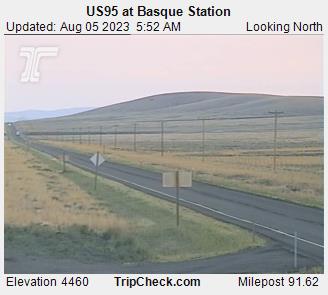 US95 at Basque Station
Updated: Aug 05 2023 5:52 AM Looking North
Elevation 4460 TripCheck.com Milepost 91.62